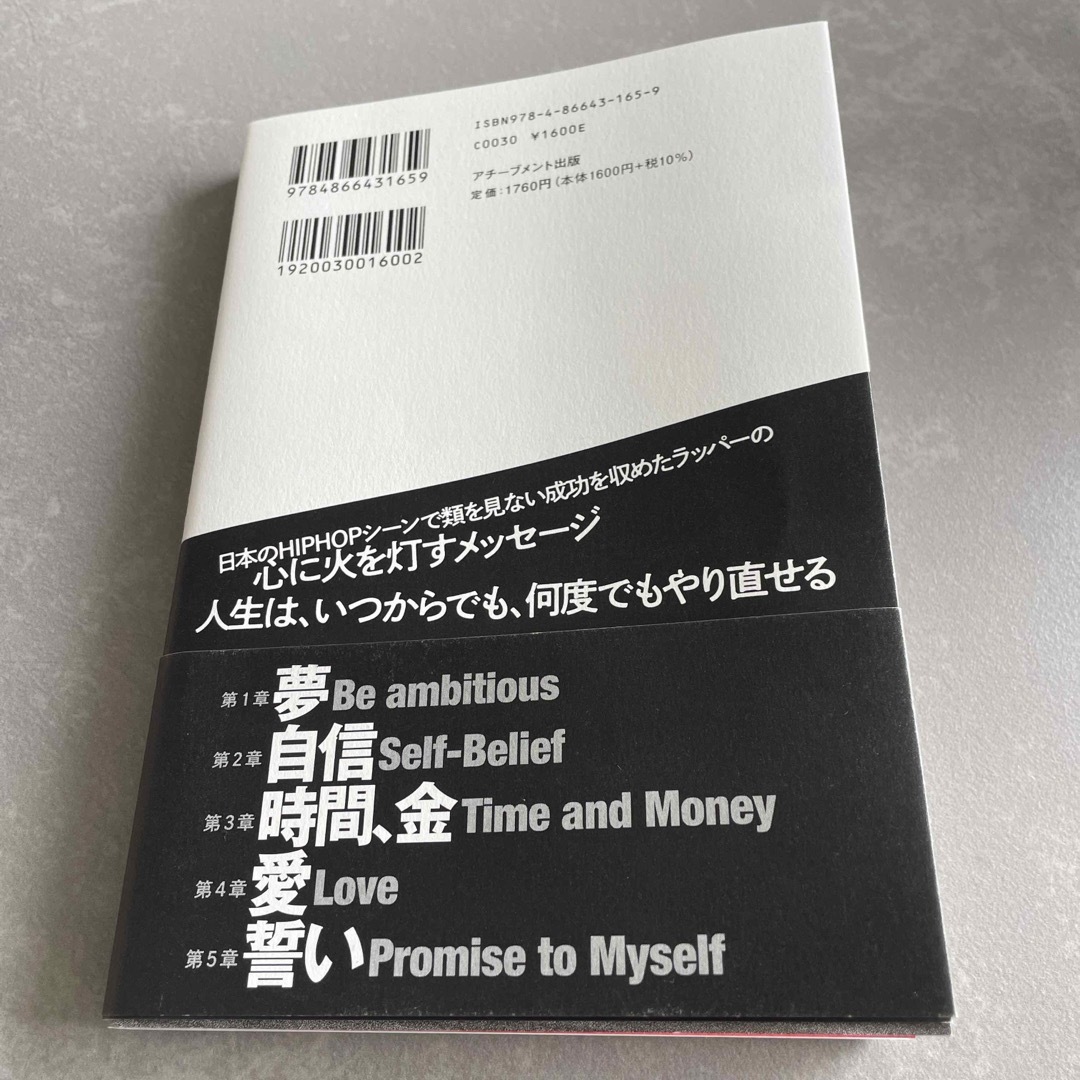 ISBN978-4-86643-165-9
C0030 ¥1600E
アチーブメント出版
定価:1760円(本体1600円+税10%)
9784866431659
1920030016002
日本のHIPHOPシーンで類を見ない成功を収めたラッパーの
心に火を灯すメッセージ
人生は、いつからでも、何度でもやり直せる
第1章 夢 Be ambitious
第2章 自信 Self-Belief
第3章 時間、金 Time and Money
第4章 愛 Love
第5章 誓い Promise to Myself